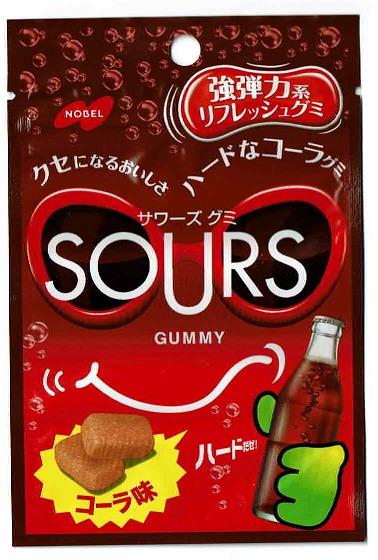 NOBEL
強弾力系
リフレッシュグミ
クセになるおいしさ
ハードなコーラグミ
サワーズ グミ
SOURS
GUMMY
ハードだぜ!
コーラ味